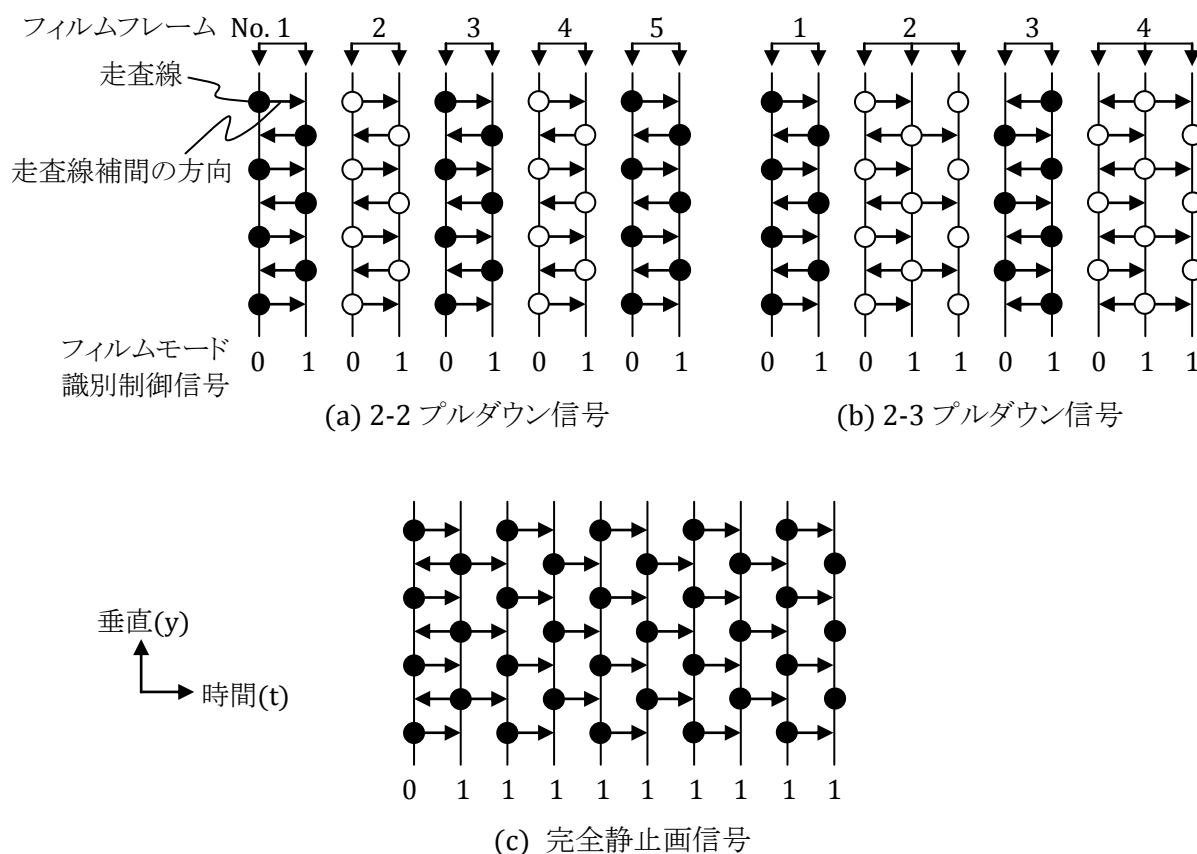 フィルムフレーム No. 1 2 3 4 5 1 2 3 4
走査線
走査線補間の方向
フィルムモード
識別制御信号
0 1 0 1 0 1 0 1 0 1 0 1 0 1 1 0 1 0 1 1
(a) 2-2 プルダウン信号
(b) 2-3 プルダウン信号
垂直(y)
時間(t)
0 1 1 1 1 1 1 1 1 1
(c) 完全静止画信号